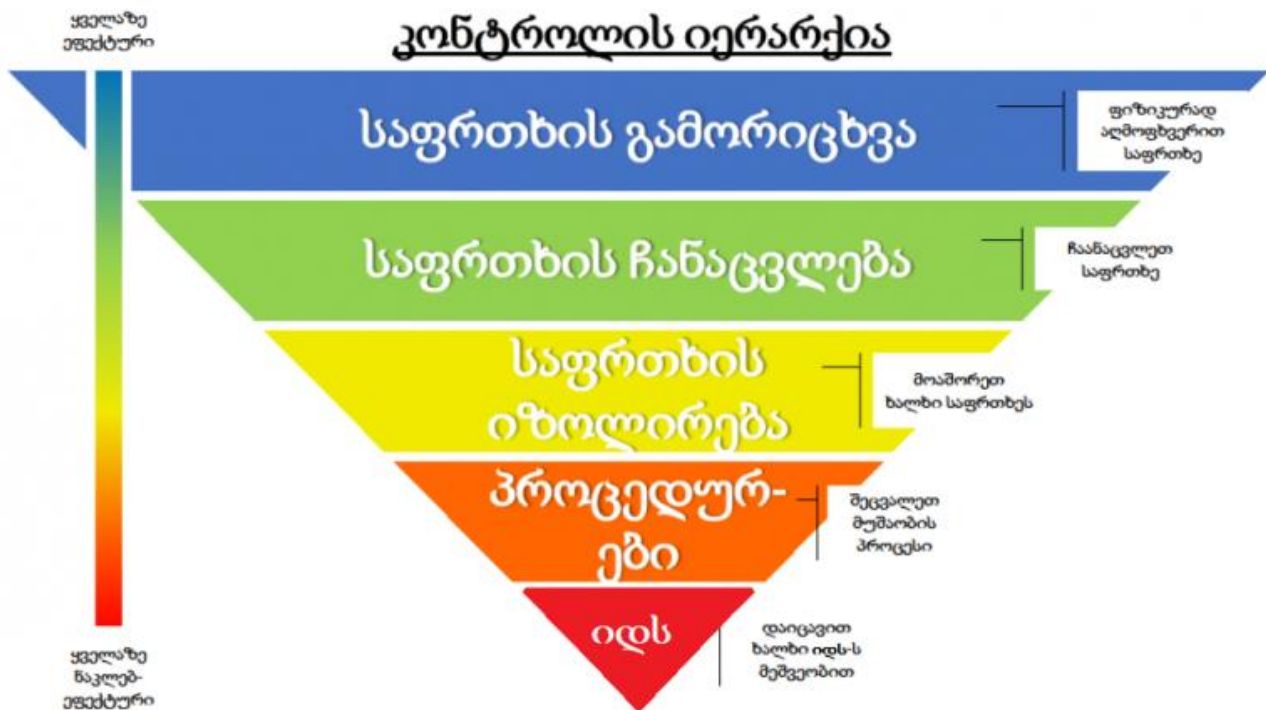 ყველაზე
ეფექტური
კონტროლის იერარქია
საფრთხის გამორიცხვა
ფიზიკურად
აღმოფხვერით
საფრთხე
საფრთხის ჩანაცვლება
ჩაანაცვლეთ
საფრთხე
საფრთხის
იზოლირება
მოაშორეთ
ხალხი საფრთხეს
პროცედურ-
ები
შეცვალეთ
მუშაობის
პროცესი
იდს
დაიცავით
ხალხი იდს-ს
მეშვეობით
ყველაზე
ნაკლებ-
ეფექტური